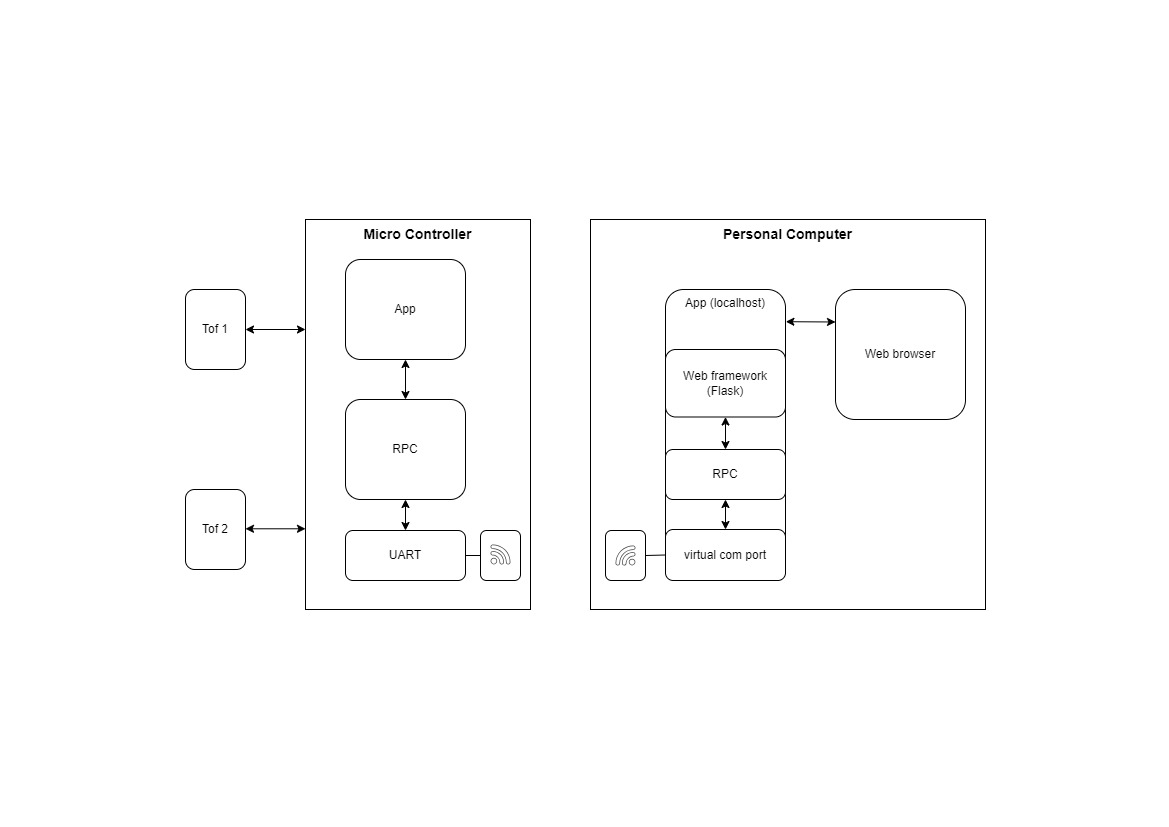 Micro Controller
Personal Computer
Tof 1
App
App (localhost)
Web browser
Web framework
(Flask)
RPC
RPC
Tof 2
UART
virtual com port